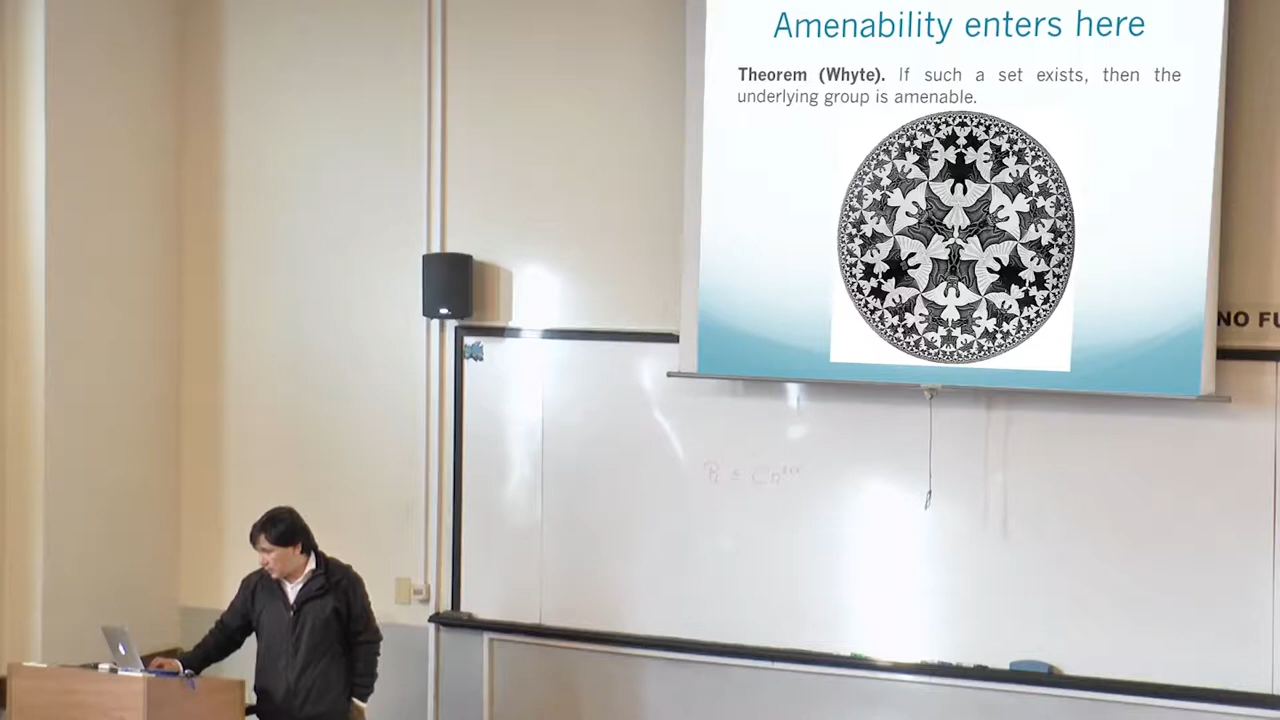 Amenability enters here
Theorem (Whyte). If such a set exists, then the
underlying group is amenable.
NO FU